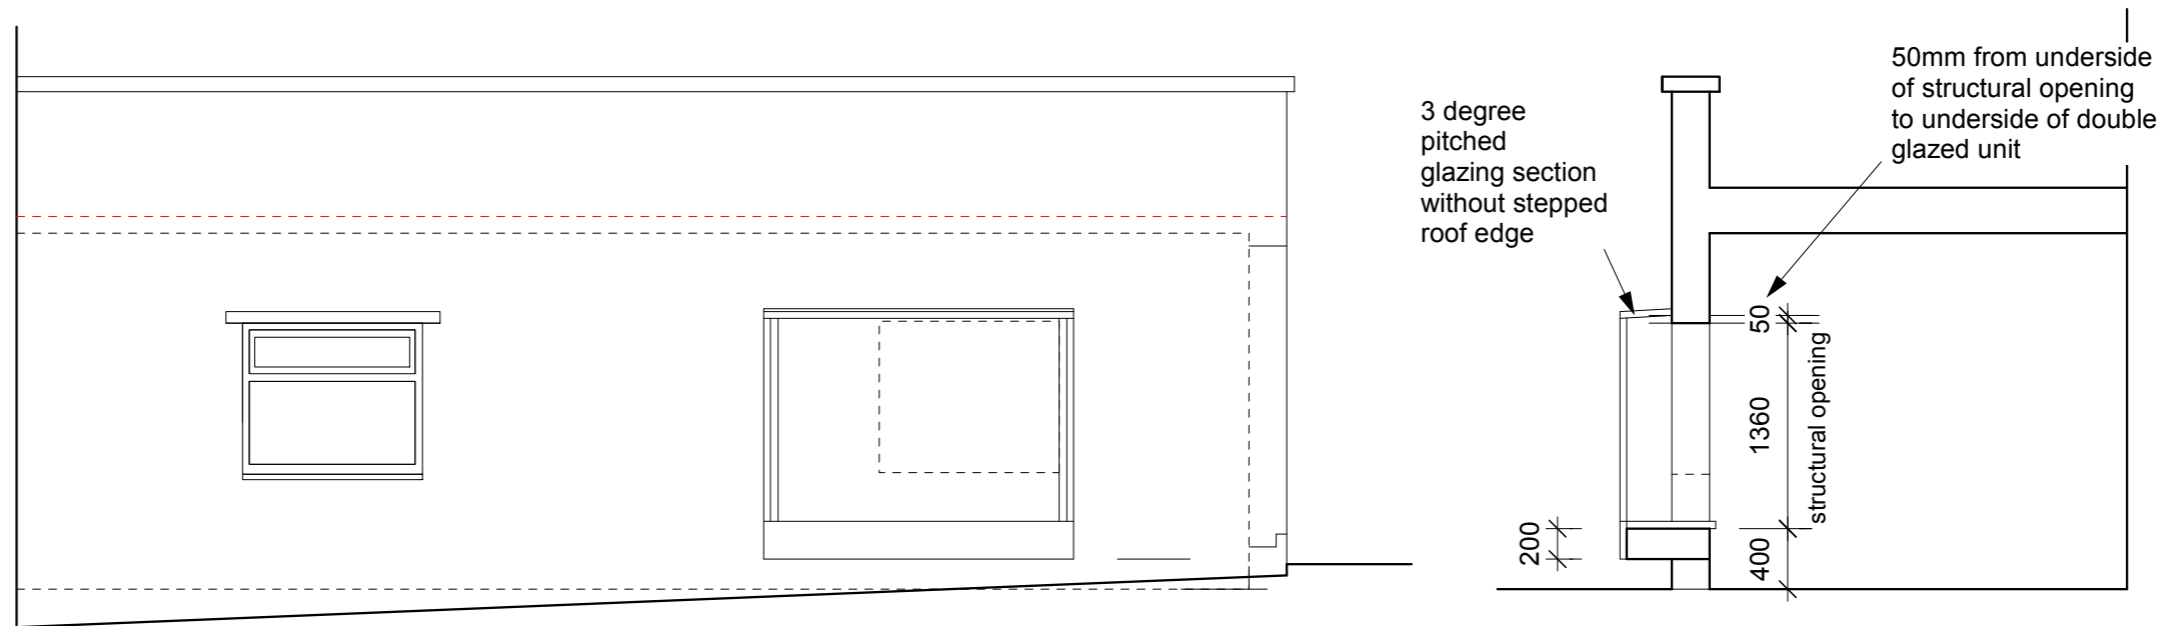 50mm from underside
of structural opening
to underside of double
glazed unit
3 degree
pitched
glazing section
without stepped
roof edge
50
1360
structural opening
200
400